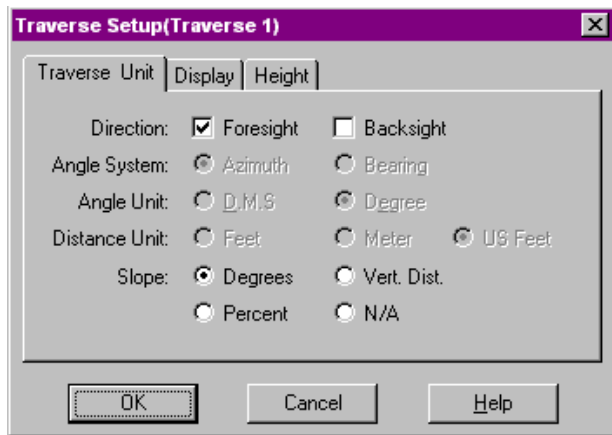 Traverse Setup(Traverse 1)
Traverse Unit Display Height
Direction: Foresight Backsight
Angle System: Azimuth Bearing
Angle Unit: D.M.S Degree
Distance Unit: Feet Meter US Feet
Slope: Degrees Vert. Dist.
Percent N/A
OK Cancel Help